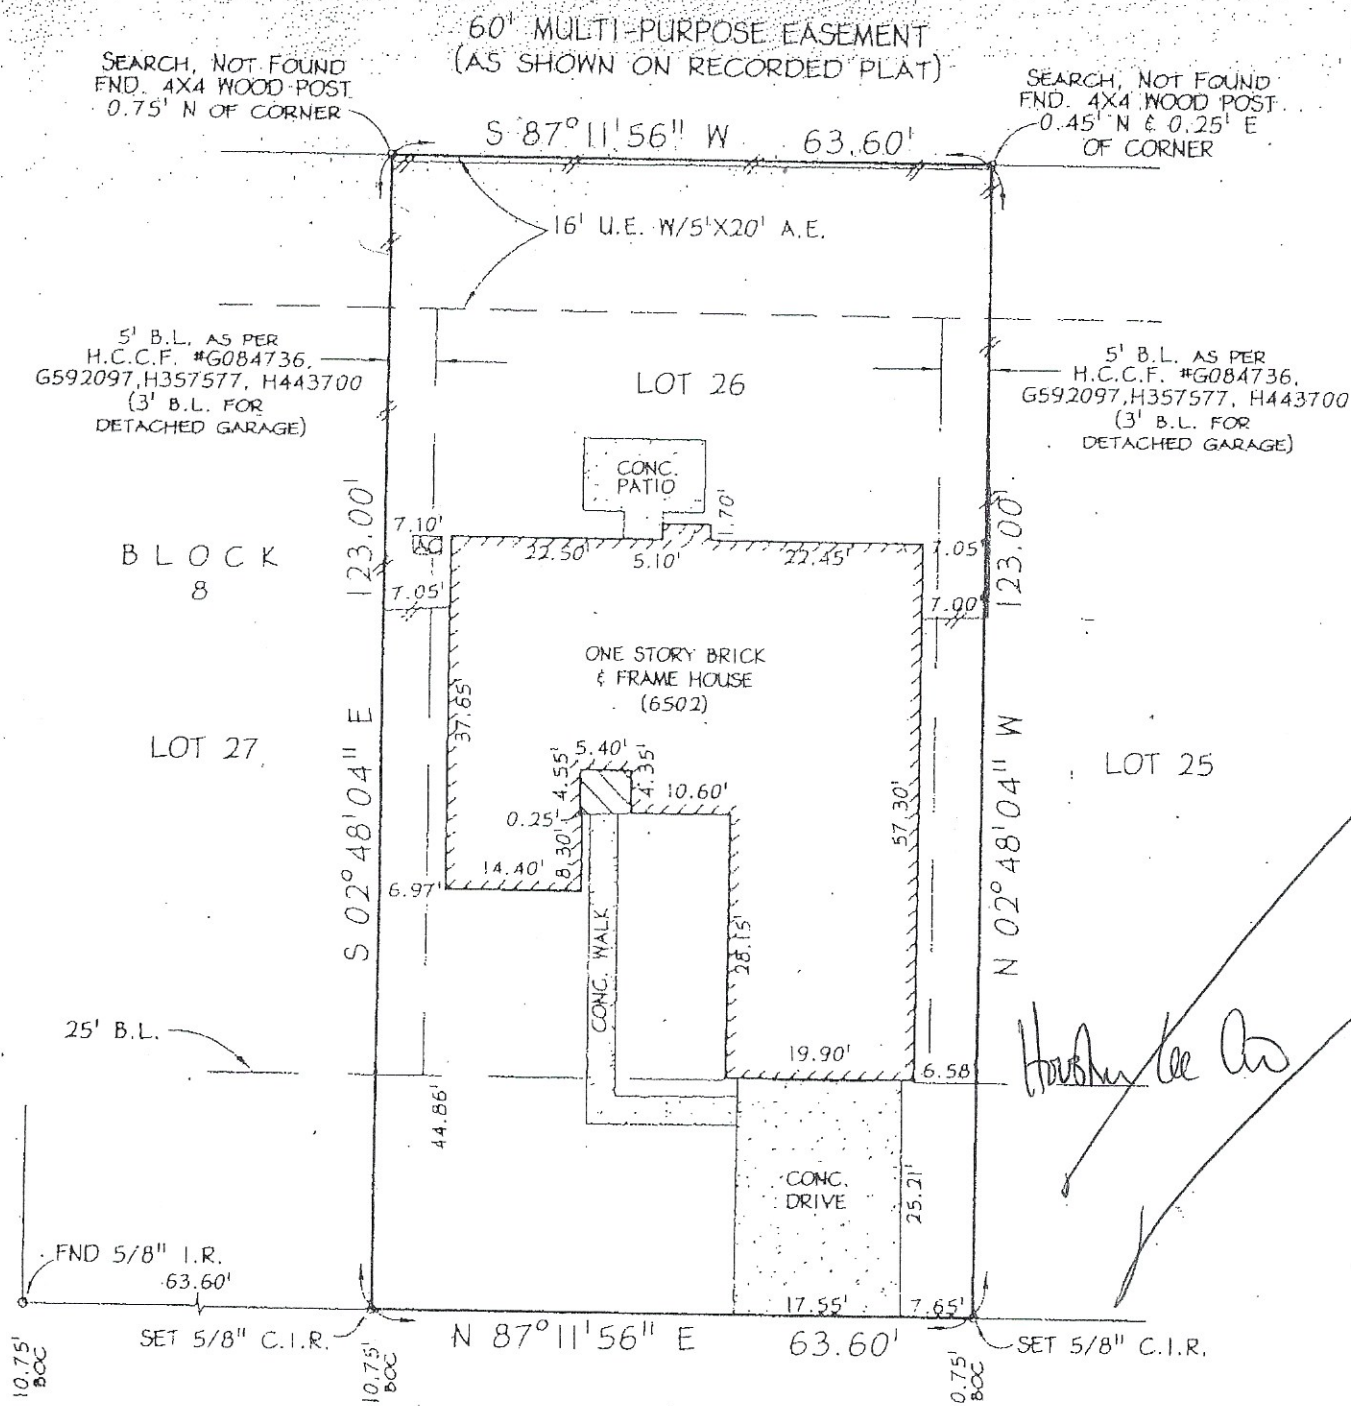 60' MULTI-PURPOSE EASEMENT
(AS SHOWN ON RECORDED PLAT)
SEARCH, NOT FOUND
FND. 4X4 WOOD POST
0.75' N OF CORNER
SEARCH, NOT FOUND
FND. 4X4 WOOD POST
0.45' N & 0.25' E
OF CORNER
S 87°11'56" W 63.60'
16' U.E. W/5'X20' A.E.
5' B.L. AS PER
H.C.C.F. #G084736,
G592097,H357577, H443700
(3' B.L. FOR
DETACHED GARAGE)
LOT 26
5' B.L. AS PER
H.C.C.F. #G084736,
G592097,H357577, H443700
(3' B.L. FOR
DETACHED GARAGE)
CONC.
PATIO
1.70'
123.00'
123.00'
7.10'
AC
22.50'
5.10'
22.45'
7.05'
BLOCK
8
7.05'
7.00'
ONE STORY BRICK
& FRAME HOUSE
(6502)
37.65'
LOT 27
S 02°48'04" E
5.40'
4.55'
4.35'
10.60'
0.25'
8.30'
14.40'
6.97'
57.30'
N 02°48'04" W
LOT 25
CONC. WALK
28.15'
25' B.L.
19.90'
6.58
44.86'
CONC.
DRIVE
25.21'
FND 5/8" I.R.
63.60'
17.55'
7.65'
SET 5/8" C.I.R.
N 87°11'56" E 63.60'
SET 5/8" C.I.R.
10.75'
BOC
10.75'
BOC
0.75'
BOC